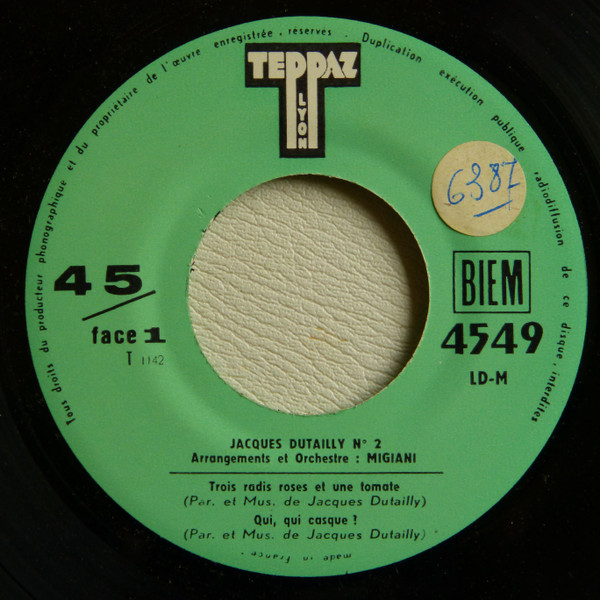 Tous droits du producteur phonographique et du propriétaire de l'œuvre enregistrée, réservés. Duplication exécution publique radiodiffusion de ce disque, interdites
TEPPAZ
LYON
6387
45
BIEM
face 1
4549
T 1142
LD-M
JACQUES DUTAILLY N° 2
Arrangements et Orchestre : MIGIANI
Trois radis roses et une tomate
(Par. et Mus. de Jacques Dutailly)
Qui, qui casque !
(Par. et Mus. de Jacques Dutailly)
made in France.